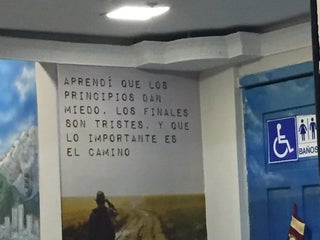 APRENDÍ QUE LOS
PRINCIPIOS DAN
MIEDO, LOS FINALES
SON TRISTES, Y QUE
LO IMPORTANTE ES
EL CAMINO
BAÑOS